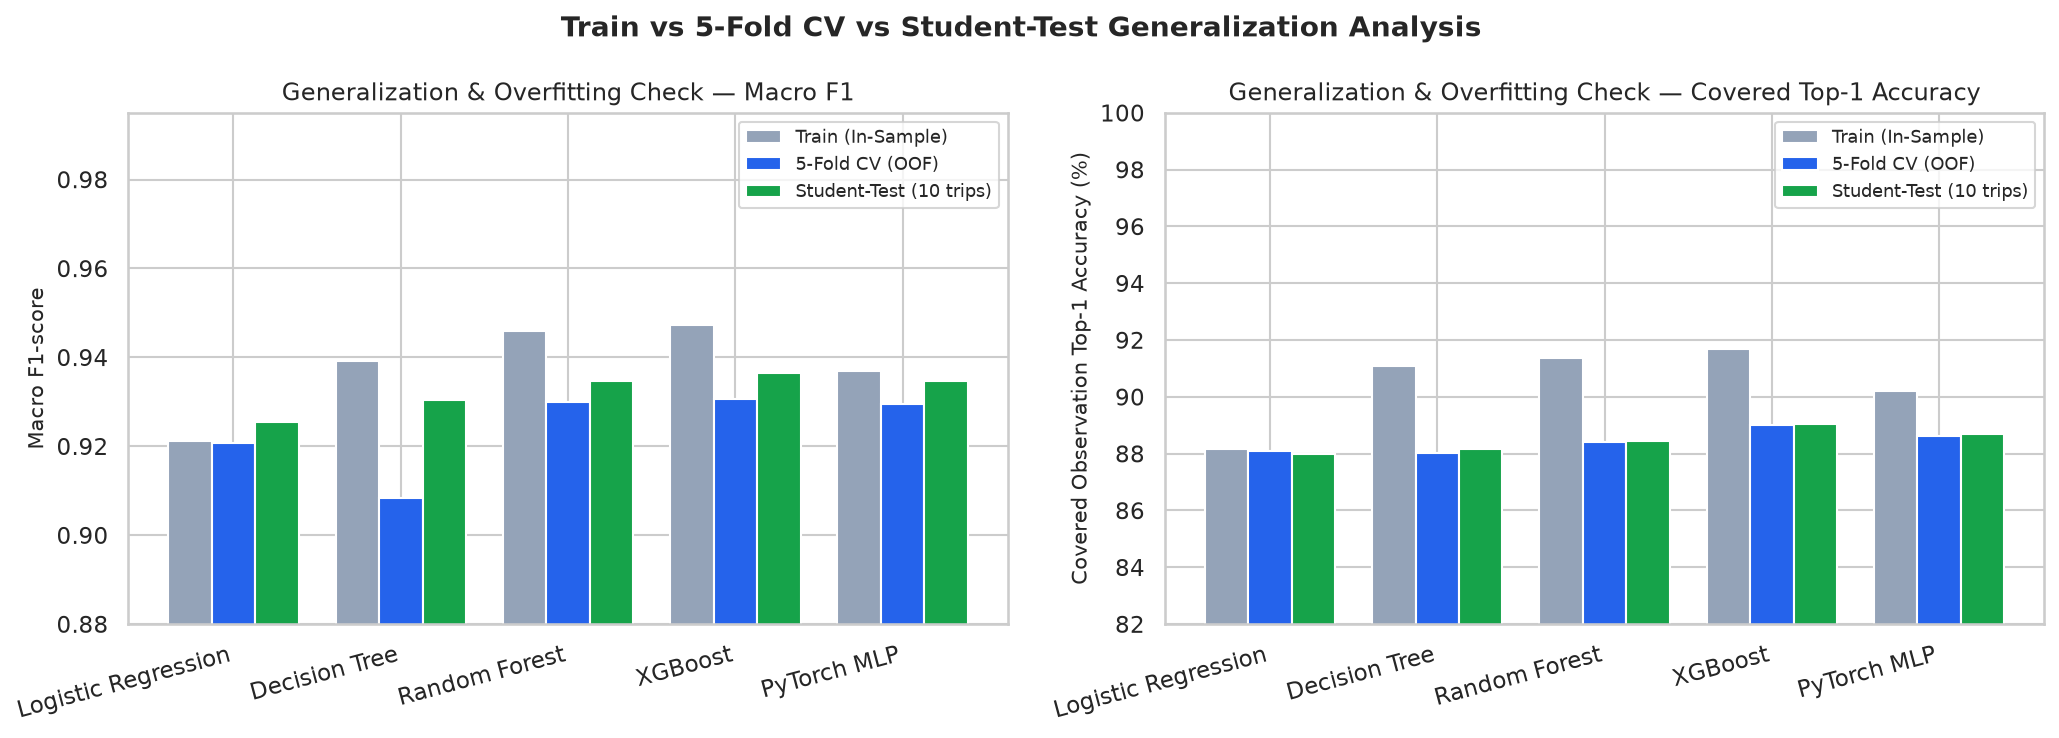 Train vs 5-Fold CV vs Student-Test Generalization Analysis
Generalization & Overfitting Check — Macro F1
Macro F1-score
0.98
0.96
0.94
0.92
0.90
0.88
Train (In-Sample)
5-Fold CV (OOF)
Student-Test (10 trips)
Logistic Regression
Decision Tree
Random Forest
XGBoost
PyTorch MLP
Generalization & Overfitting Check — Covered Top-1 Accuracy
Covered Observation Top-1 Accuracy (%)
100
98
96
94
92
90
88
86
84
82
Train (In-Sample)
5-Fold CV (OOF)
Student-Test (10 trips)
Logistic Regression
Decision Tree
Random Forest
XGBoost
PyTorch MLP